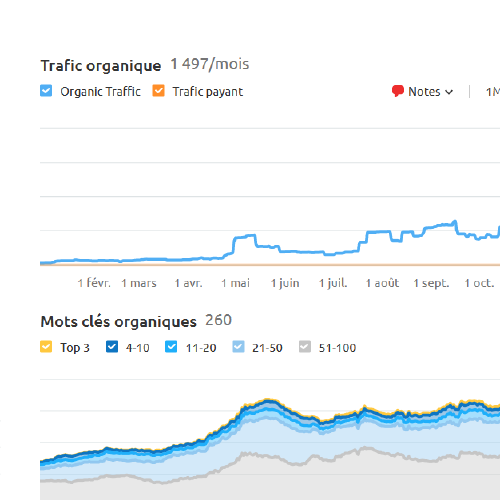 Trafic organique 1 497/mois
Organic Traffic Trafic payant Notes 1M
1 févr. 1 mars 1 avr. 1 mai 1 juin 1 juil. 1 août 1 sept. 1 oct.
Mots clés organiques 260
Top 3 4-10 11-20 21-50 51-100